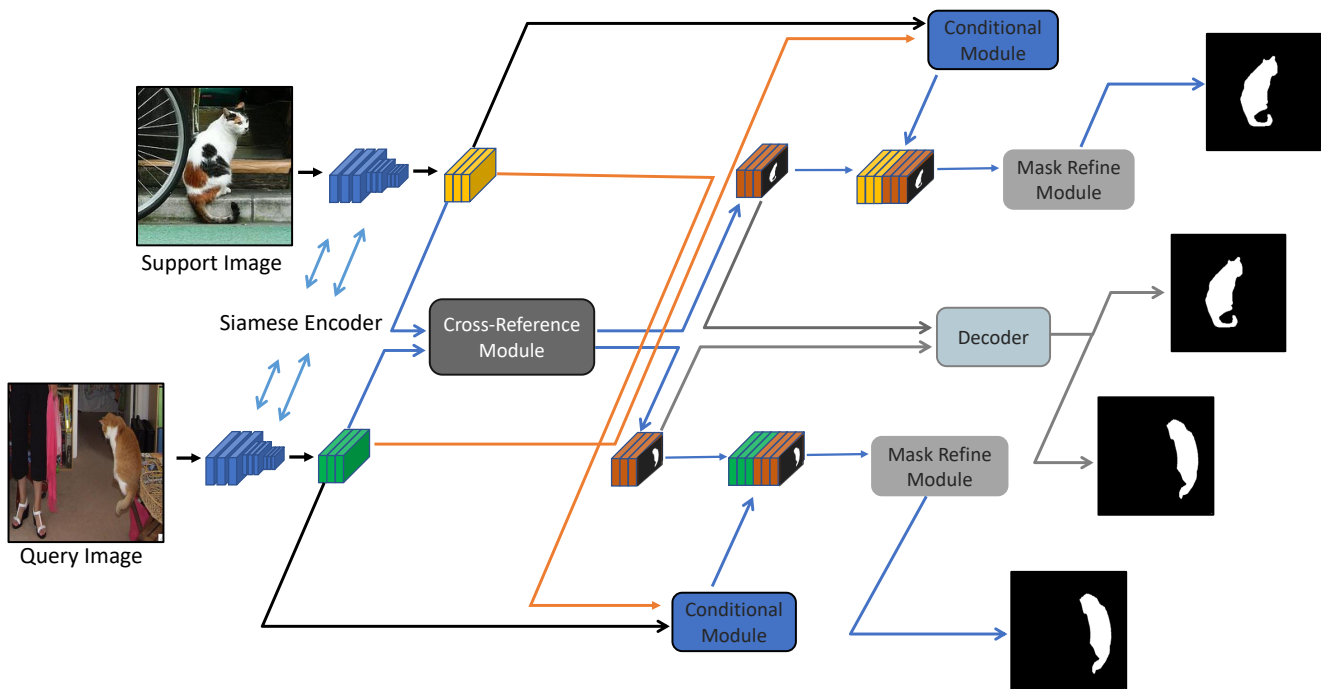 Conditional
Module
Support Image
Mask Refine
Module
Siamese Encoder
Cross-Reference
Module
Decoder
Query Image
Mask Refine
Module
Conditional
Module